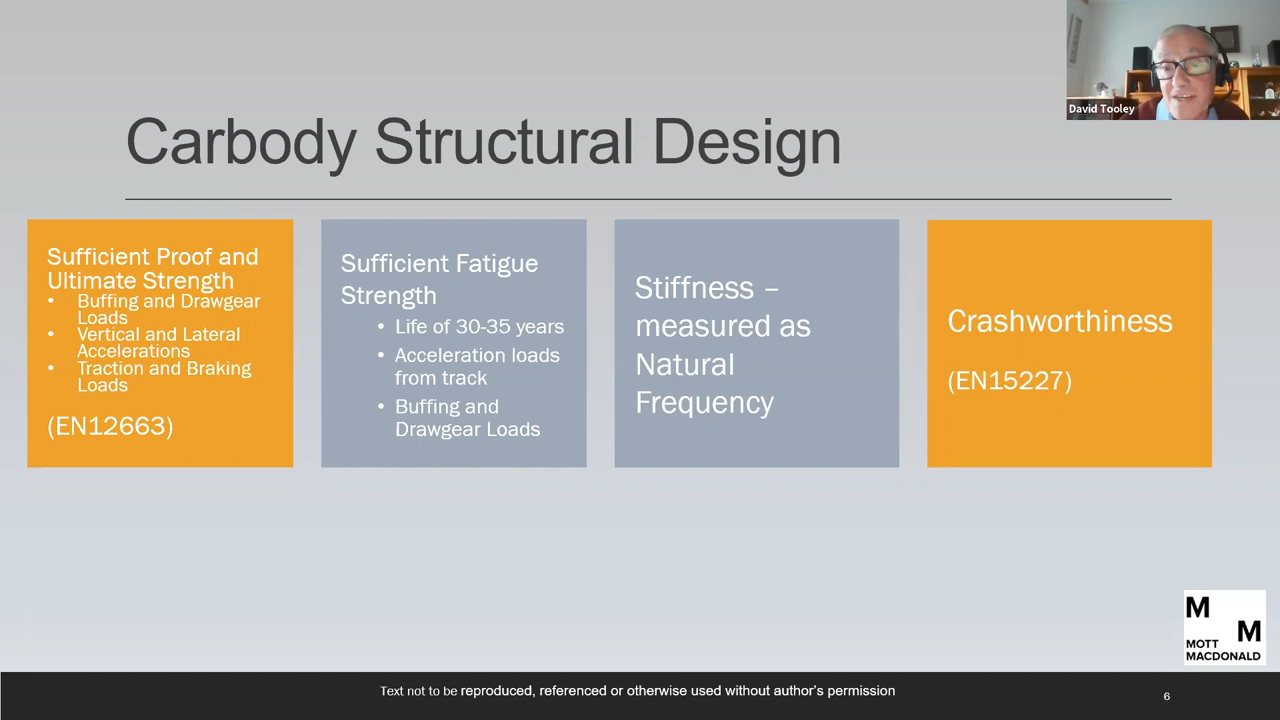 David Tooley
Carbody Structural Design
Sufficient Proof and
Ultimate Strength
• Buffing and Drawgear
Loads
• Vertical and Lateral
Accelerations
• Traction and Braking
Loads
(EN12663)
Sufficient Fatigue
Strength
• Life of 30-35 years
• Acceleration loads
from track
• Buffing and
Drawgear Loads
Stiffness –
measured as
Natural
Frequency
Crashworthiness
(EN15227)
M
M
MOTT
MACDONALD
Text not to be reproduced, referenced or otherwise used without author's permission
6